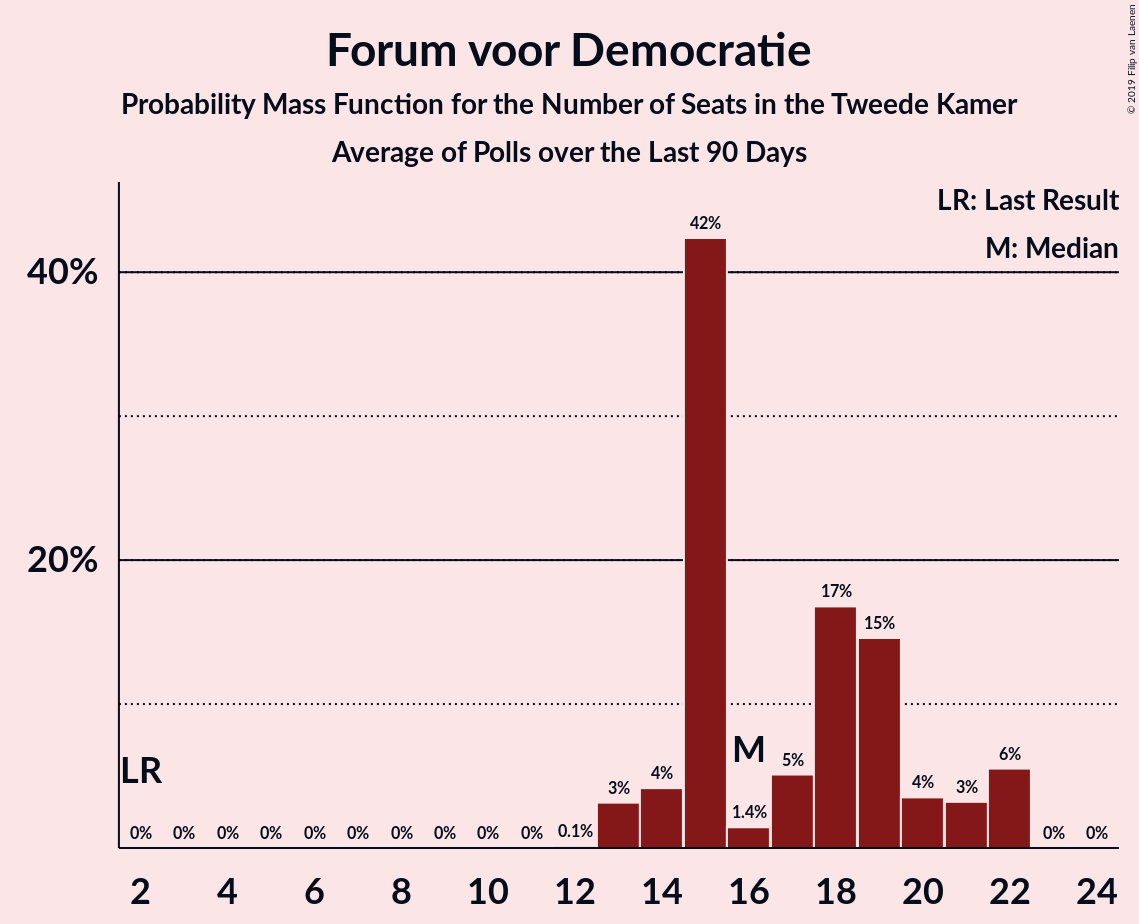 Forum voor Democratie
Probability Mass Function for the Number of Seats in the Tweede Kamer
Average of Polls over the Last 90 Days
© 2019 Filip van Laenen
LR: Last Result
M: Median
40%
20%
LR
M
0% 0% 0% 0% 0% 0% 0% 0% 0% 0% 0.1% 3% 4% 42% 1.4% 5% 17% 15% 4% 3% 6% 0% 0%
2 4 6 8 10 12 14 16 18 20 22 24